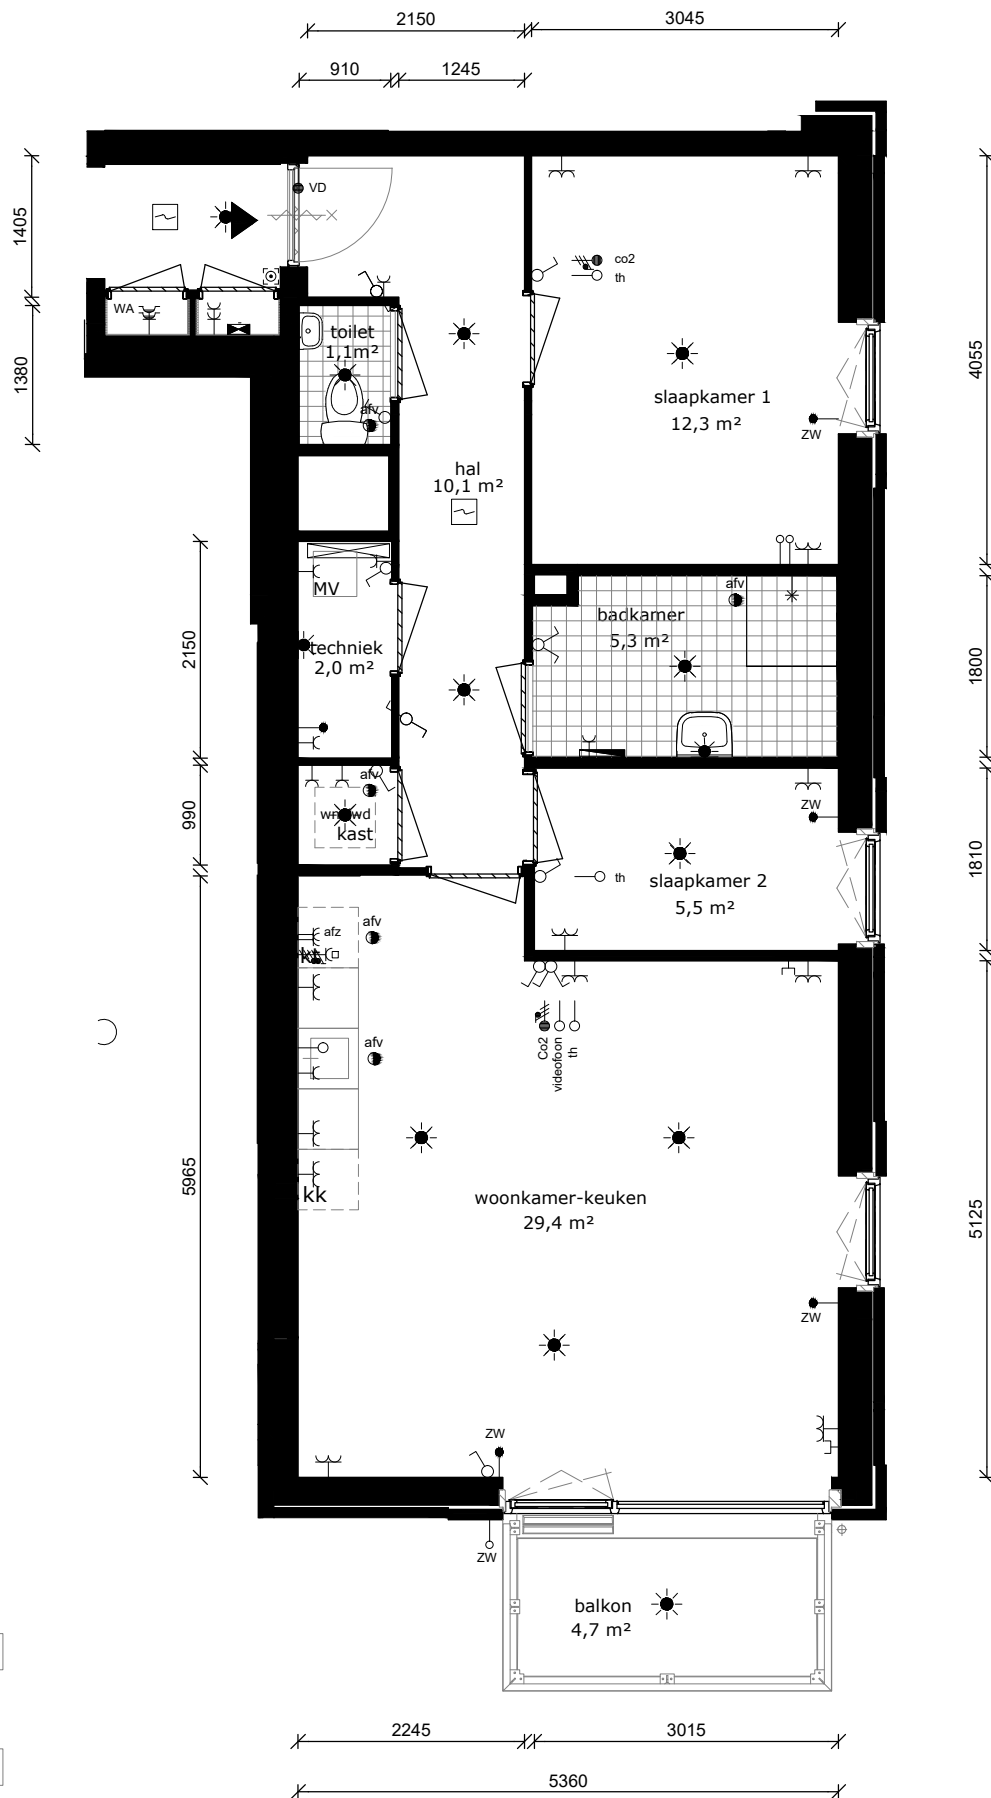 2150
3045
910
1245
VD
1405
WA
co2
th
toilet
1,1m²
afv
1380
slaapkamer 1
12,3 m²
ZW
4055
hal
10,1 m²
MV
techniek
2,0 m²
2150
afv
badkamer
5,3 m²
1800
afv
kast
990
ZW
th
slaapkamer 2
5,5 m²
1810
afv
afz
afv
Co2
videofoon
th
kk
5965
woonkamer-keuken
29,4 m²
5125
ZW
ZW
ZW
balkon
4,7 m²
2245
3015
5360